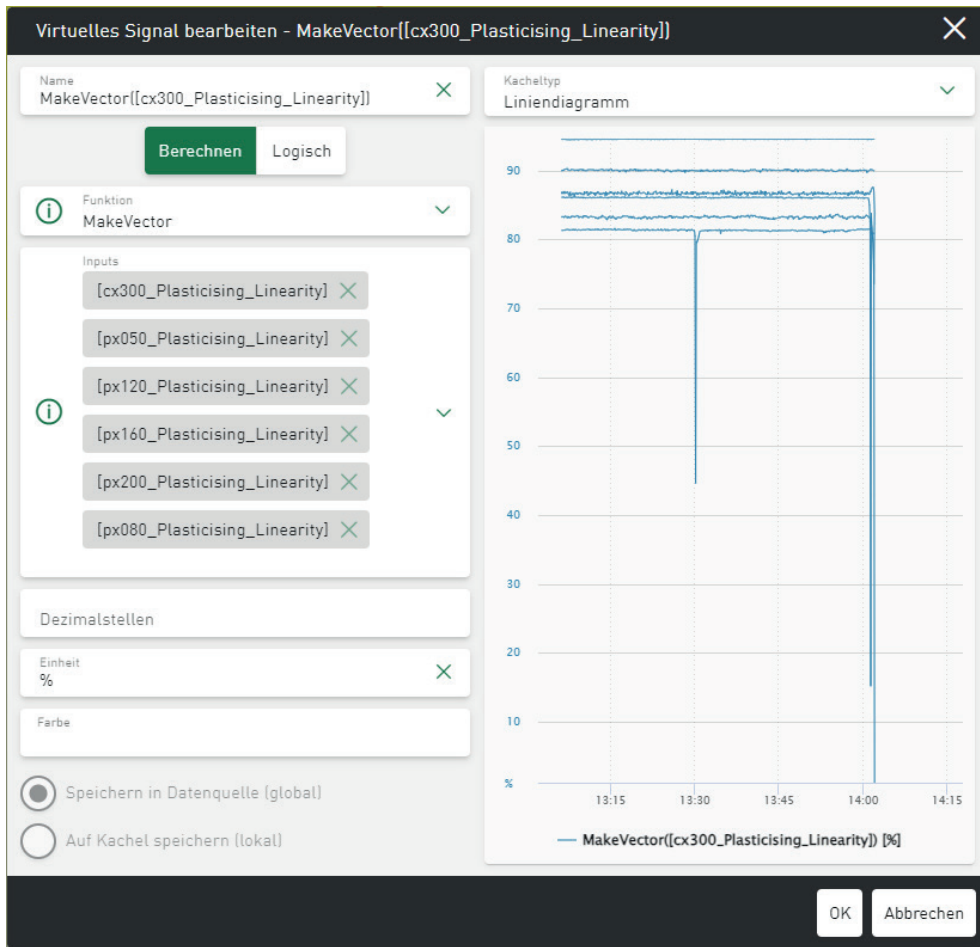 Virtuelles Signal bearbeiten - MakeVector([cx300_Plasticising_Linearity])
Name
MakeVector([cx300_Plasticising_Linearity])
Berechnen
Logisch
Funktion
MakeVector
Inputs
[cx300_Plasticising_Linearity]
[px050_Plasticising_Linearity]
[px120_Plasticising_Linearity]
[px160_Plasticising_Linearity]
[px200_Plasticising_Linearity]
[px080_Plasticising_Linearity]
Dezimalstellen
Einheit
%
Farbe
Speichern in Datenquelle (global)
Auf Kachel speichern (lokal)
Kacheltyp
Liniendiagramm
90
80
70
60
50
40
30
20
10
%
13:15 13:30 13:45 14:00 14:15
MakeVector([cx300_Plasticising_Linearity]) [%]
OK
Abbrechen